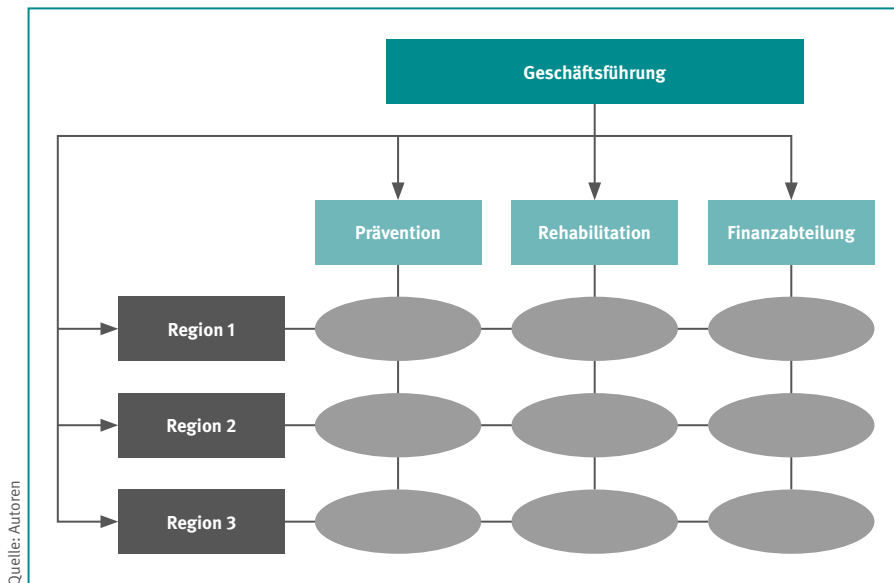 Geschäftsführung
Prävention
Rehabilitation
Finanzabteilung
Region 1
Region 2
Region 3
Quelle: Autoren